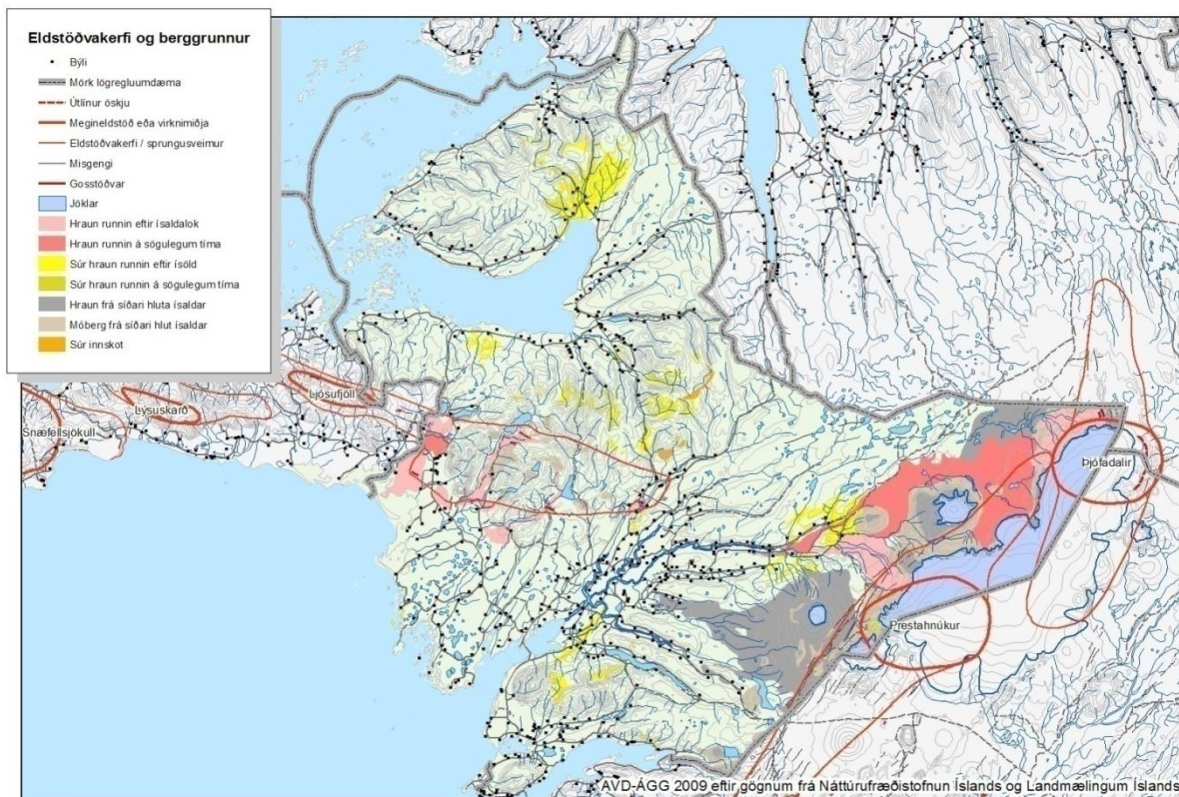 Eldstöðvakerfi og berggrunnur
Býli
Mörk lögregluumdæma
Útlínur öskju
Megineldstöð eða virknimiðja
Eldstöðvakerfi / sprungusveimur
Misgengi
Gosstöðvar
Jöklar
Hraun runnin eftir ísaldalok
Hraun runnin á sögulegum tíma
Súr hraun runnin eftir ísöld
Súr hraun runnin á sögulegum tíma
Hraun frá síðari hluta ísaldar
Móberg frá síðari hlut ísaldar
Súr innskot
Ljósufjöll
Lýsuskarð
Snæfellsjökull
Þjófadalir
Prestahnúkur
AVD-ÁGG 2009 eftir gögnum frá Náttúrufræðistofnun Íslands og Landmælingum Íslands